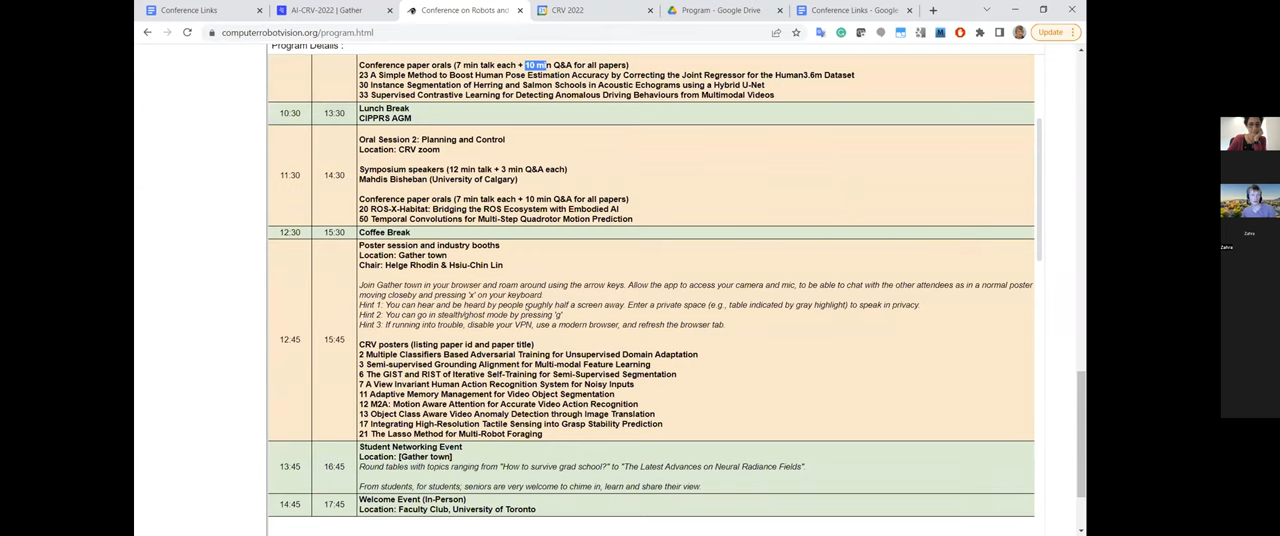 Conference Links
AI-CRV-2022 | Gather
Conference on Robots and
CRV 2022
Program - Google Drive
Conference Links - Google
computerrobotvision.org/program.html
Update
Program Details :
Conference paper orals (7 min talk each + 10 min Q&A for all papers)
23 A Simple Method to Boost Human Pose Estimation Accuracy by Correcting the Joint Regressor for the Human3.6m Dataset
30 Instance Segmentation of Herring and Salmon Schools in Acoustic Echograms using a Hybrid U-Net
33 Supervised Contrastive Learning for Detecting Anomalous Driving Behaviours from Multimodal Videos
10:30 13:30 Lunch Break
CIPPRS AGM
Oral Session 2: Planning and Control
Location: CRV zoom
Symposium speakers (12 min talk + 3 min Q&A each)
11:30 14:30
Mahdis Bisheban (University of Calgary)
Conference paper orals (7 min talk each + 10 min Q&A for all papers)
20 ROS-X-Habitat: Bridging the ROS Ecosystem with Embodied AI
50 Temporal Convolutions for Multi-Step Quadrotor Motion Prediction
12:30 15:30 Coffee Break
Poster session and industry booths
Location: Gather town
Chair: Helge Rhodin & Hsiu-Chin Lin
Join Gather town in your browser and roam around using the arrow keys. Allow the app to access your camera and mic, to be able to chat with the other attendees as in a normal poster
moving closeby and pressing 'x' on your keyboard.
Hint 1: You can hear and be heard by people roughly half a screen away. Enter a private space (e.g., table indicated by gray highlight) to speak in privacy.
Hint 2: You can go in stealth/ghost mode by pressing 'g'
Hint 3: If running into trouble, disable your VPN, use a modern browser, and refresh the browser tab.
12:45 15:45
CRV posters (listing paper id and paper title)
2 Multiple Classifiers Based Adversarial Training for Unsupervised Domain Adaptation
3 Semi-supervised Grounding Alignment for Multi-modal Feature Learning
6 The GIST and RIST of Iterative Self-Training for Semi-Supervised Segmentation
7 A View Invariant Human Action Recognition System for Noisy Inputs
11 Adaptive Memory Management for Video Object Segmentation
12 M2A: Motion Aware Attention for Accurate Video Action Recognition
13 Object Class Aware Video Anomaly Detection through Image Translation
17 Integrating High-Resolution Tactile Sensing into Grasp Stability Prediction
21 The Lasso Method for Multi-Robot Foraging
Student Networking Event
Location: [Gather town]
13:45 16:45 Round tables with topics ranging from "How to survive grad school?" to "The Latest Advances on Neural Radiance Fields".
From students, for students; seniors are very welcome to chime in, learn and share their view.
14:45 17:45 Welcome Event (In-Person)
Location: Faculty Club, University of Toronto
Zahra
Zahra